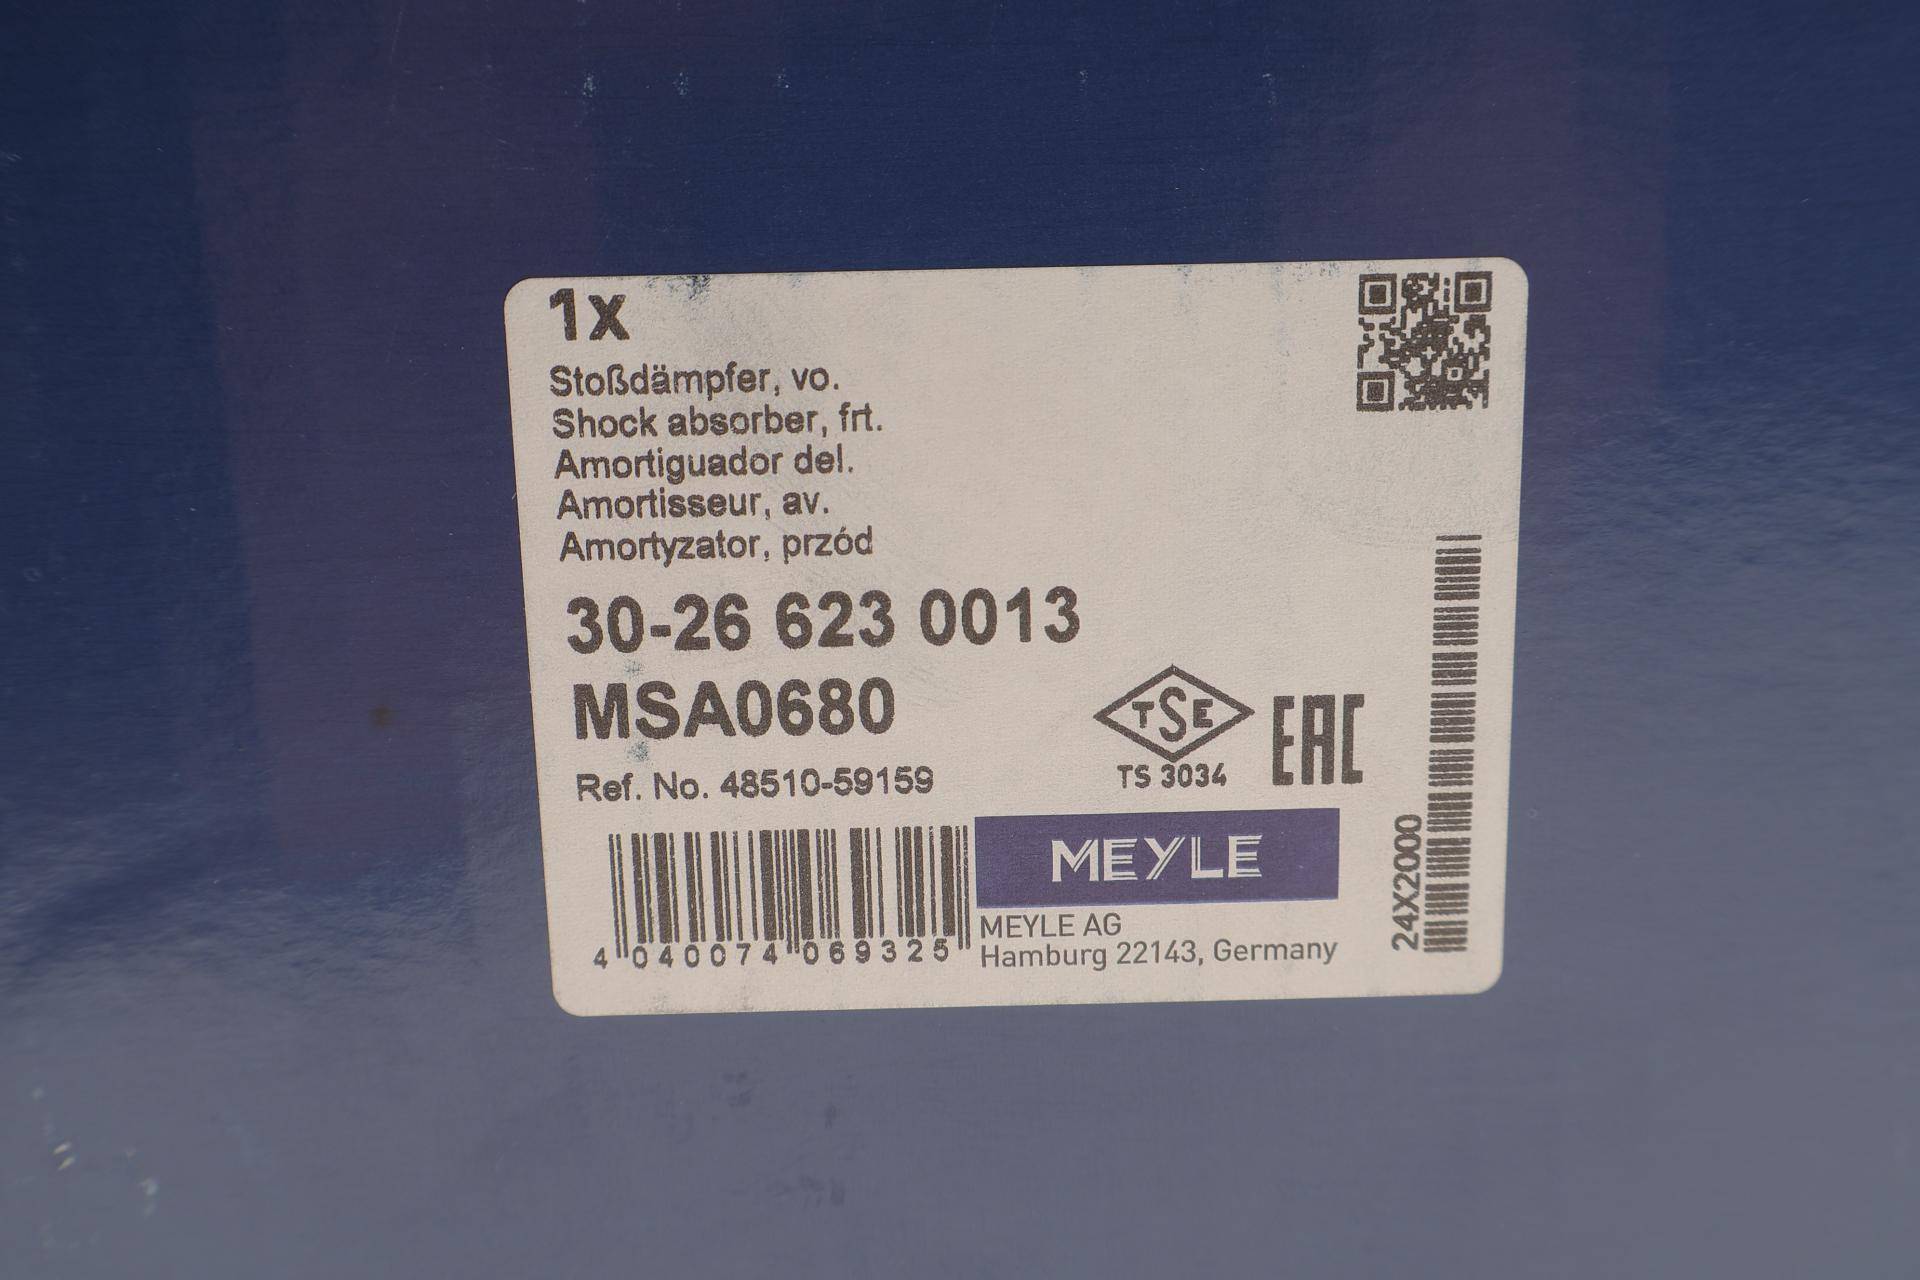 1x
Stoßdämpfer, vo.
Shock absorber, frt.
Amortiguador del.
Amortisseur, av.
Amortyzator, przód
30-26 623 0013
MSA0680
Ref. No. 48510-59159
TSE
TS 3034
EAC
4 040074 069325
MEYLE
MEYLE AG
Hamburg 22143, Germany
24X2000